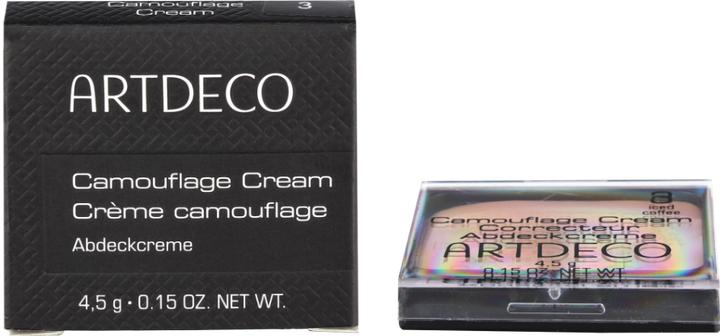 Camouflage
Cream
3
ARTDECO
Camouflage Cream
Crème camouflage
Abdeckcreme
4,5 g · 0.15 OZ. NET WT.
3
iced
coffee
Camouflage Cream
Correcteur
Abdeckcreme
ARTDECO
4,5 g
0.15 OZ. NET WT.